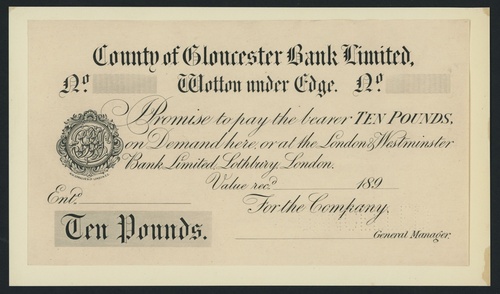 County of Gloucester Bank Limited,
No Wotton under Edge. No
I Promise to pay the bearer TEN POUNDS,
on Demand here, or at the London & Westminster
Bank Limited, Lothbury, London.
Value rec.d 189
Ent.d For the Company.
Ten Pounds.
General Manager.